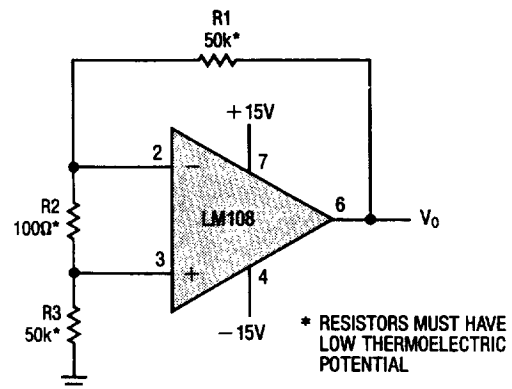 R1
50k*
+15V
2
7
−
R2
100Ω*
LM108
6
V₀
3
+
4
R3
50k*
−15V
* RESISTORS MUST HAVE
LOW THERMOELECTRIC
POTENTIAL